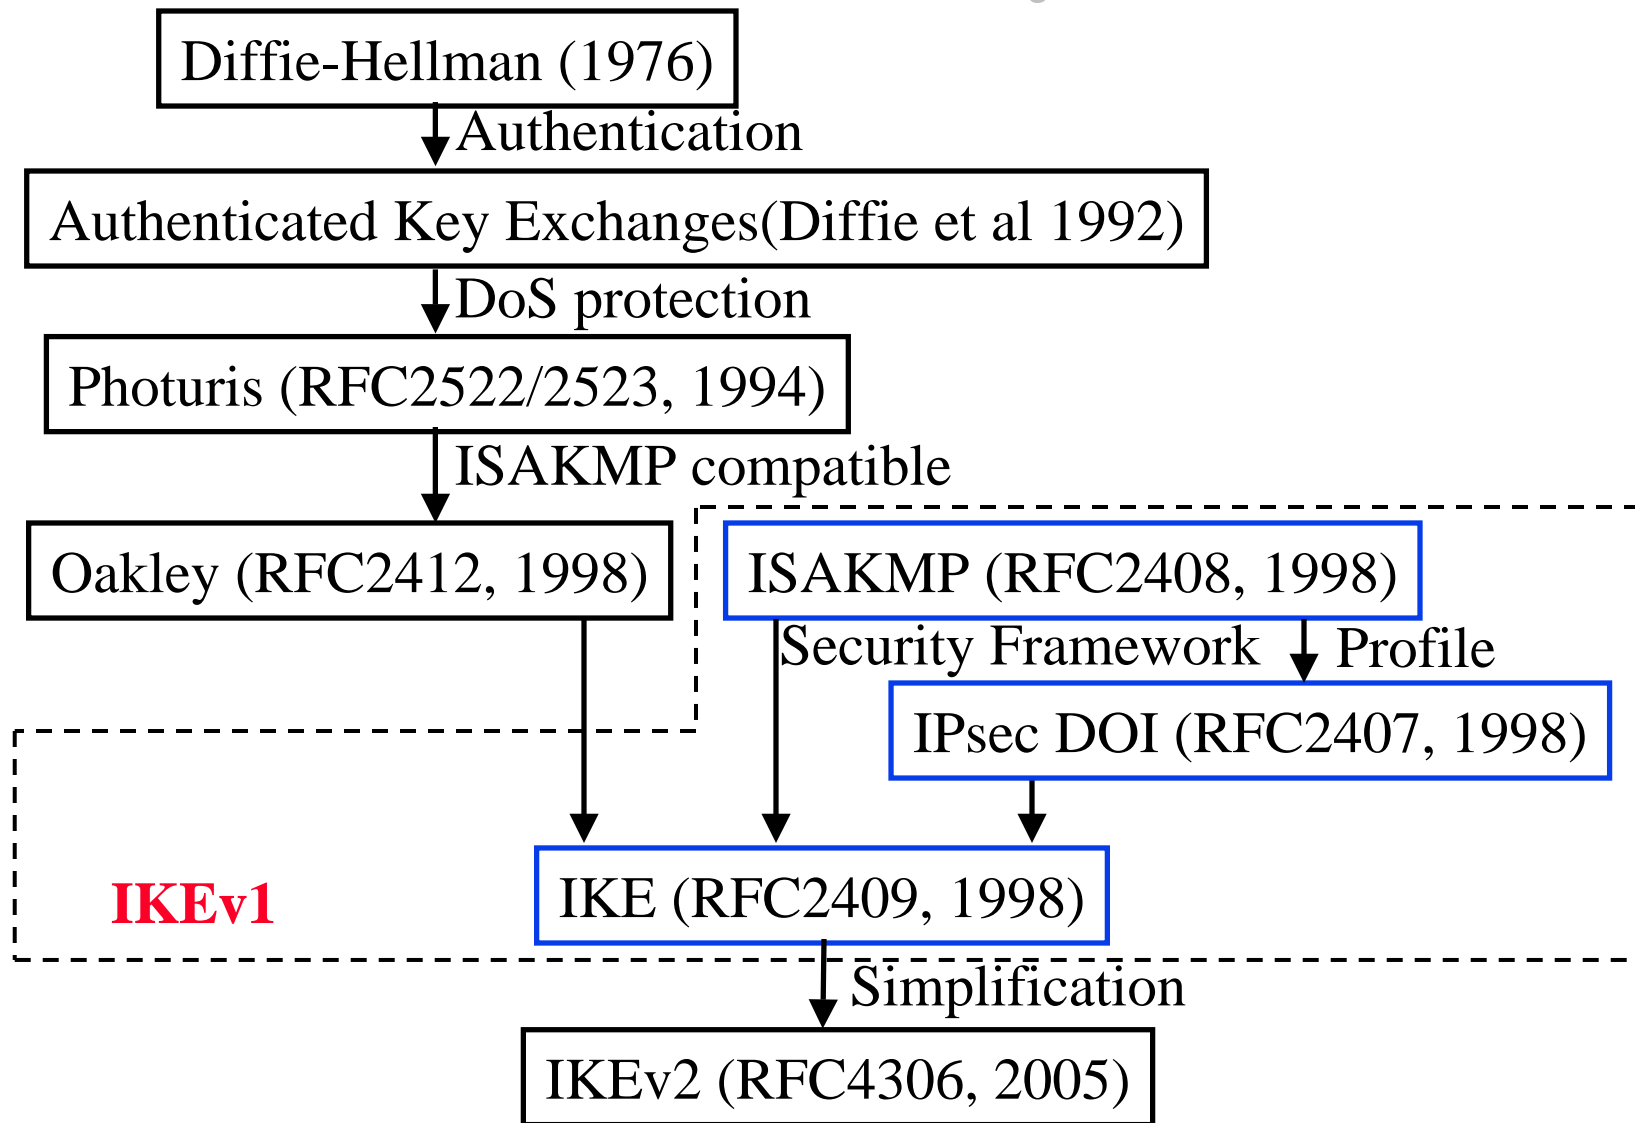 Diffie-Hellman (1976)
Authentication
Authenticated Key Exchanges(Diffie et al 1992)
DoS protection
Photuris (RFC2522/2523, 1994)
ISAKMP compatible
Oakley (RFC2412, 1998)
ISAKMP (RFC2408, 1998)
Security Framework
Profile
IPsec DOI (RFC2407, 1998)
IKEv1
IKE (RFC2409, 1998)
Simplification
IKEv2 (RFC4306, 2005)